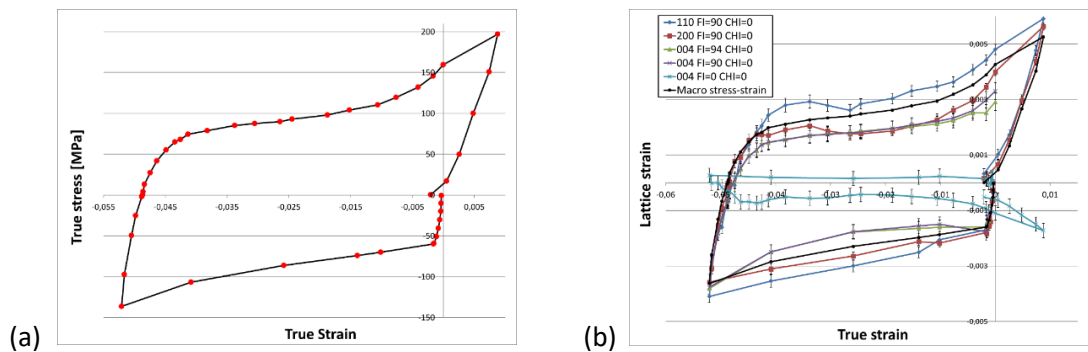 (a)
True stress [MPa]
200
150
100
50
0
-50
-100
-150
-0,055
-0,045
-0,035
-0,025
-0,015
-0,005
0,005
True Strain
(b)
110 FI=90 CHI=0
200 FI=90 CHI=0
004 FI=94 CHI=0
004 FI=90 CHI=0
004 FI=0 CHI=0
Macro stress-strain
Lattice strain
0,005
0,001
-0,003
-0,005
-0.06
-0.04
-0.03
-0.02
-0.01
0,01
True strain